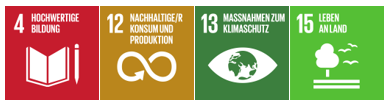 4 HOCHWERTIGE
BILDUNG
12 NACHHALTIGE/R
KONSUM UND
PRODUKTION
13 MASSNAHMEN ZUM
KLIMASCHUTZ
15 LEBEN
AN LAND